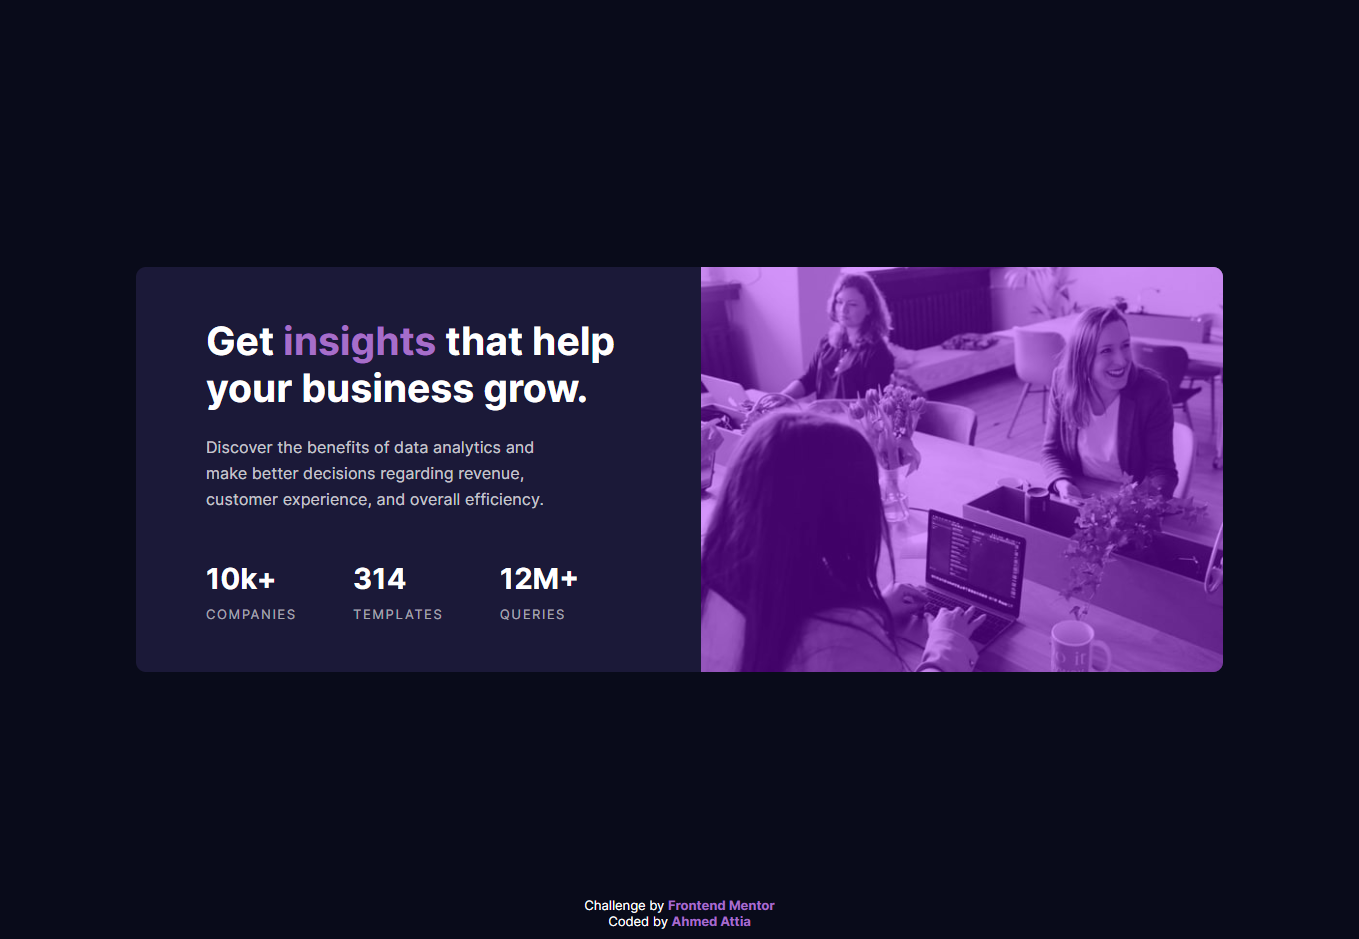 Get insights that help
your business grow.
Discover the benefits of data analytics and
make better decisions regarding revenue,
customer experience, and overall efficiency.
10k+ 314 12M+
COMPANIES TEMPLATES QUERIES
Challenge by Frontend Mentor
Coded by Ahmed Attia